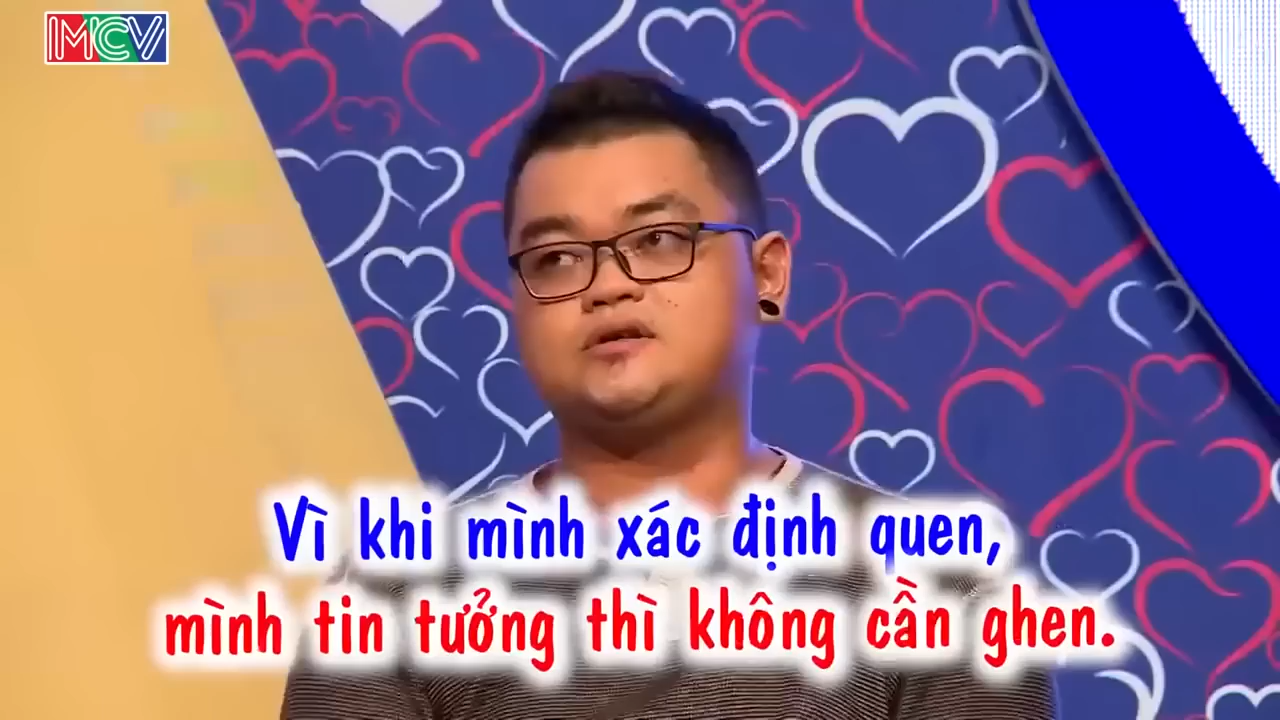 MCV
Vì khi mình xác định quen,
mình tin tưởng thì không cần ghen.